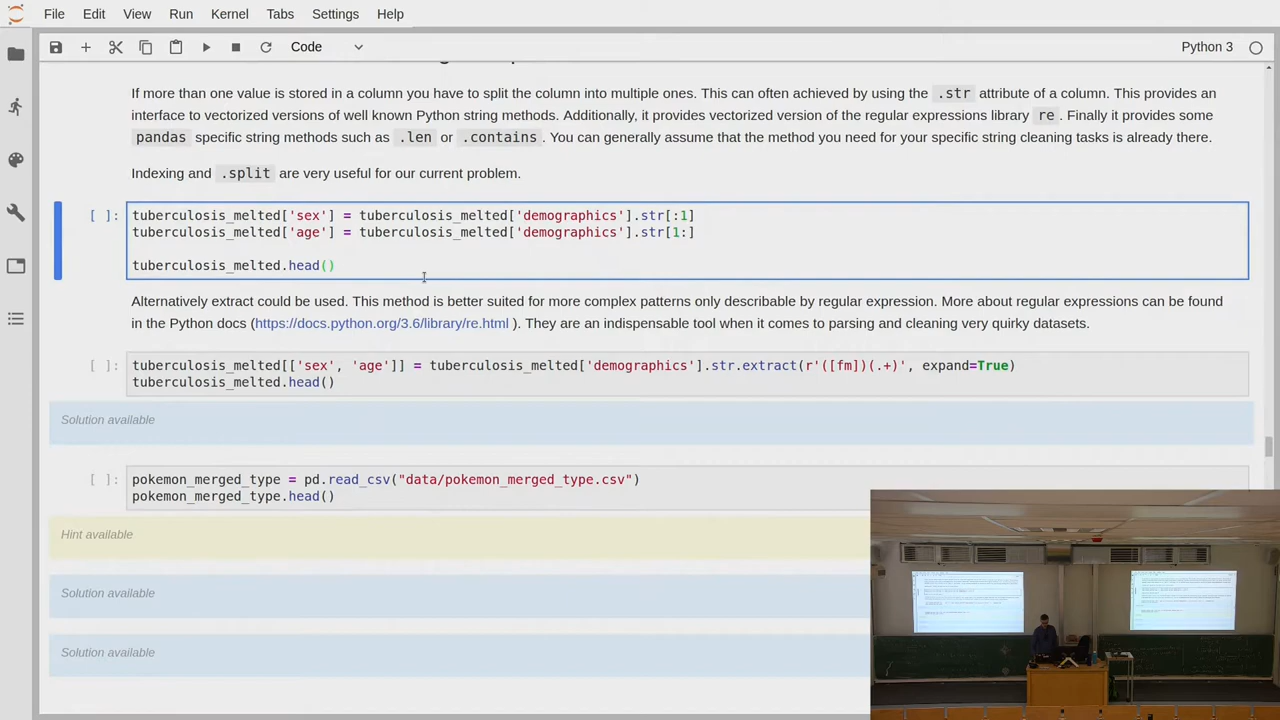 File Edit View Run Kernel Tabs Settings Help
Code Python 3
If more than one value is stored in a column you have to split the column into multiple ones. This can often achieved by using the .str attribute of a column. This provides an
interface to vectorized versions of well known Python string methods. Additionally, it provides vectorized version of the regular expressions library re. Finally it provides some
pandas specific string methods such as .len or .contains. You can generally assume that the method you need for your specific string cleaning tasks is already there.
Indexing and .split are very useful for our current problem.
[ ]: tuberculosis_melted['sex'] = tuberculosis_melted['demographics'].str[:1]
tuberculosis_melted['age'] = tuberculosis_melted['demographics'].str[1:]
tuberculosis_melted.head()
Alternatively extract could be used. This method is better suited for more complex patterns only describable by regular expression. More about regular expressions can be found
in the Python docs (https://docs.python.org/3.6/library/re.html ). They are an indispensable tool when it comes to parsing and cleaning very quirky datasets.
[ ]: tuberculosis_melted[['sex', 'age']] = tuberculosis_melted['demographics'].str.extract(r'([fm])(.+)', expand=True)
tuberculosis_melted.head()
Solution available
[ ]: pokemon_merged_type = pd.read_csv("data/pokemon_merged_type.csv")
pokemon_merged_type.head()
Hint available
Solution available
Solution available